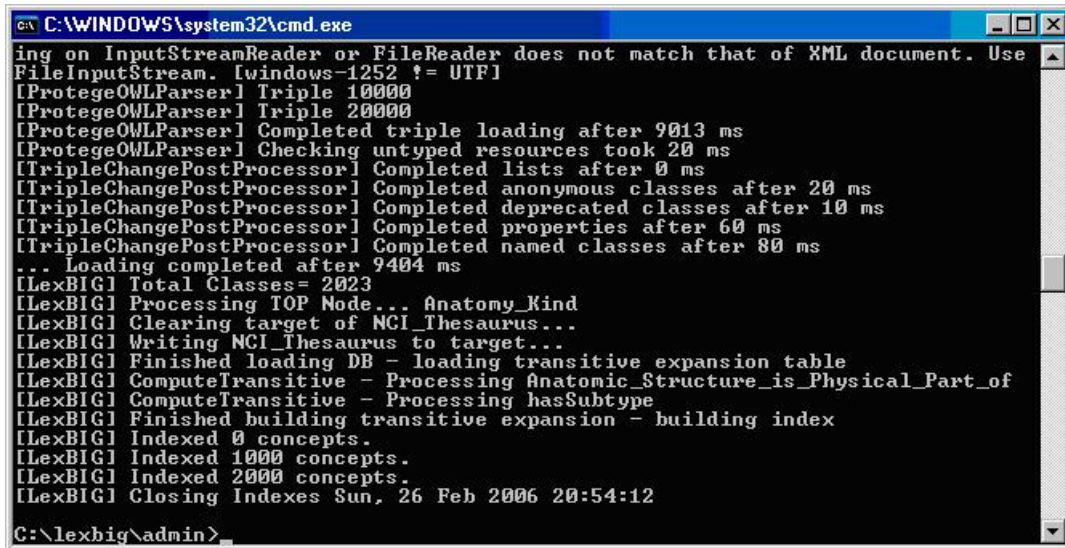 C:\WINDOWS\system32\cmd.exe
ing on InputStreamReader or FileReader does not match that of XML document. Use
FileInputStream. [windows-1252 != UTF]
[ProtegeOWLParser] Triple 10000
[ProtegeOWLParser] Triple 20000
[ProtegeOWLParser] Completed triple loading after 9013 ms
[ProtegeOWLParser] Checking untyped resources took 20 ms
[TripleChangePostProcessor] Completed lists after 0 ms
[TripleChangePostProcessor] Completed anonymous classes after 20 ms
[TripleChangePostProcessor] Completed deprecated classes after 10 ms
[TripleChangePostProcessor] Completed properties after 60 ms
[TripleChangePostProcessor] Completed named classes after 80 ms
... Loading completed after 9404 ms
[LexBIG] Total Classes= 2023
[LexBIG] Processing TOP Node... Anatomy_Kind
[LexBIG] Clearing target of NCI_Thesaurus...
[LexBIG] Writing NCI_Thesaurus to target...
[LexBIG] Finished loading DB - loading transitive expansion table
[LexBIG] ComputeTransitive - Processing Anatomic_Structure_is_Physical_Part_of
[LexBIG] ComputeTransitive - Processing hasSubtype
[LexBIG] Finished building transitive expansion - building index
[LexBIG] Indexed 0 concepts.
[LexBIG] Indexed 1000 concepts.
[LexBIG] Indexed 2000 concepts.
[LexBIG] Closing Indexes Sun, 26 Feb 2006 20:54:12
C:\lexbig\admin>_